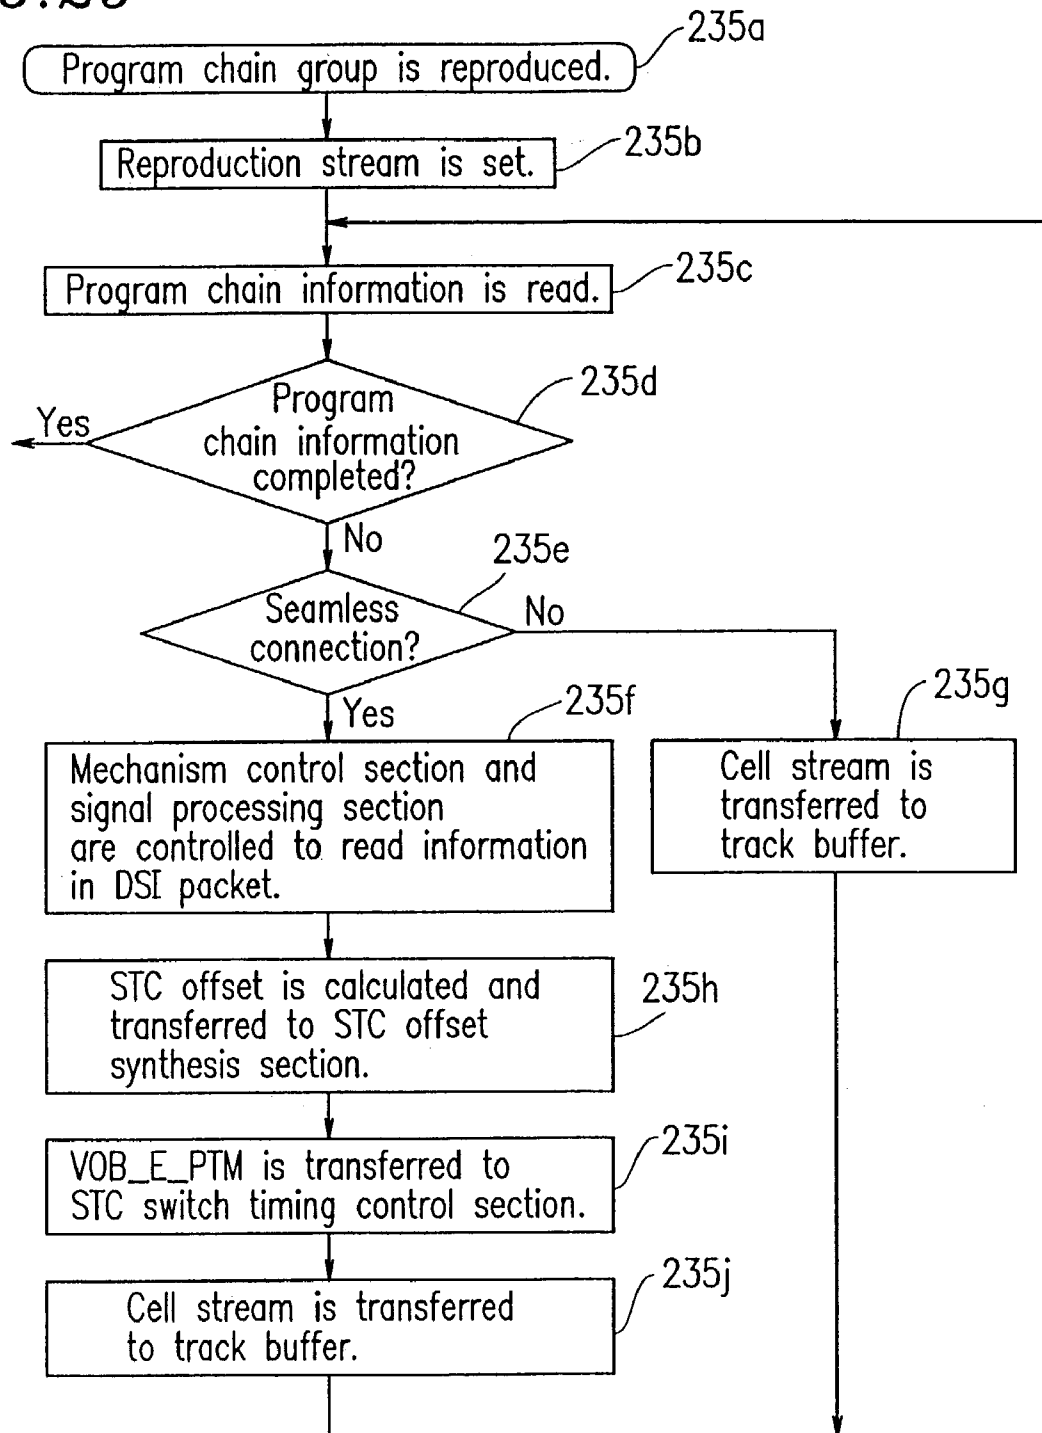 235a
Program chain group is reproduced.
235b
Reproduction stream is set.
235c
Program chain information is read.
235d
Program
chain information
completed?
Yes
No
235e
Seamless
connection?
No
Yes
235f
Mechanism control section and
signal processing section
are controlled to read information
in DSI packet.
235g
Cell stream is
transferred to
track buffer.
235h
STC offset is calculated and
transferred to STC offset
synthesis section.
235i
VOB_E_PTM is transferred to
STC switch timing control section.
235j
Cell stream is transferred
to track buffer.